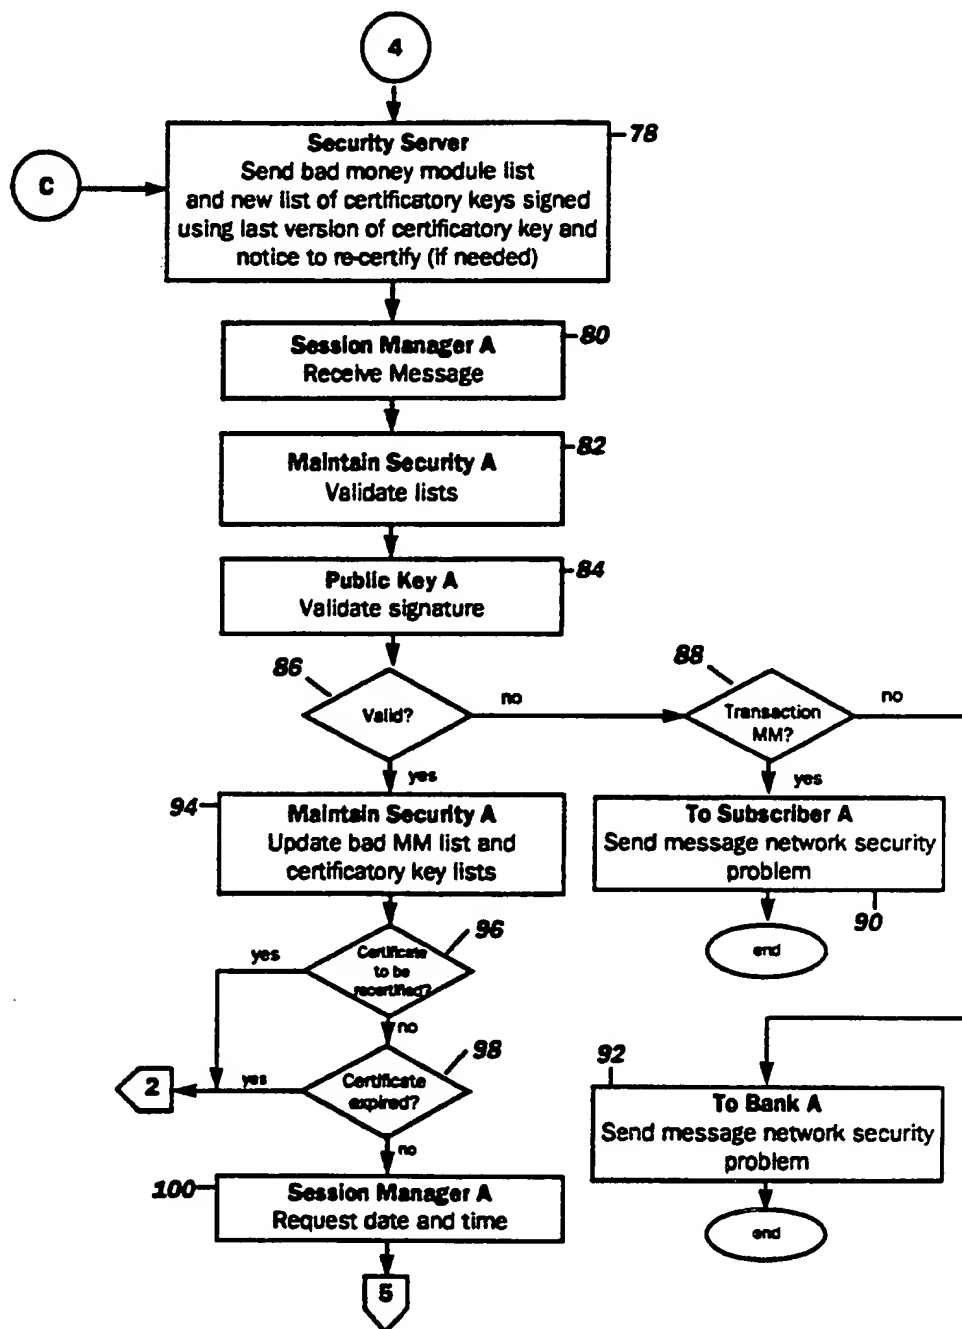 4
C
78
Security Server
Send bad money module list
and new list of certificatory keys signed
using last version of certificatory key and
notice to re-certify (if needed)
80
Session Manager A
Receive Message
82
Maintain Security A
Validate lists
84
Public Key A
Validate signature
86
Valid?
no
88
Transaction
MM?
no
yes
yes
94
Maintain Security A
Update bad MM list and
certificatory key lists
To Subscriber A
Send message network security
problem
90
end
96
Certificate
to be
recertified?
yes
no
98
Certificate
expired?
yes
2
no
92
To Bank A
Send message network security
problem
end
100
Session Manager A
Request date and time
5